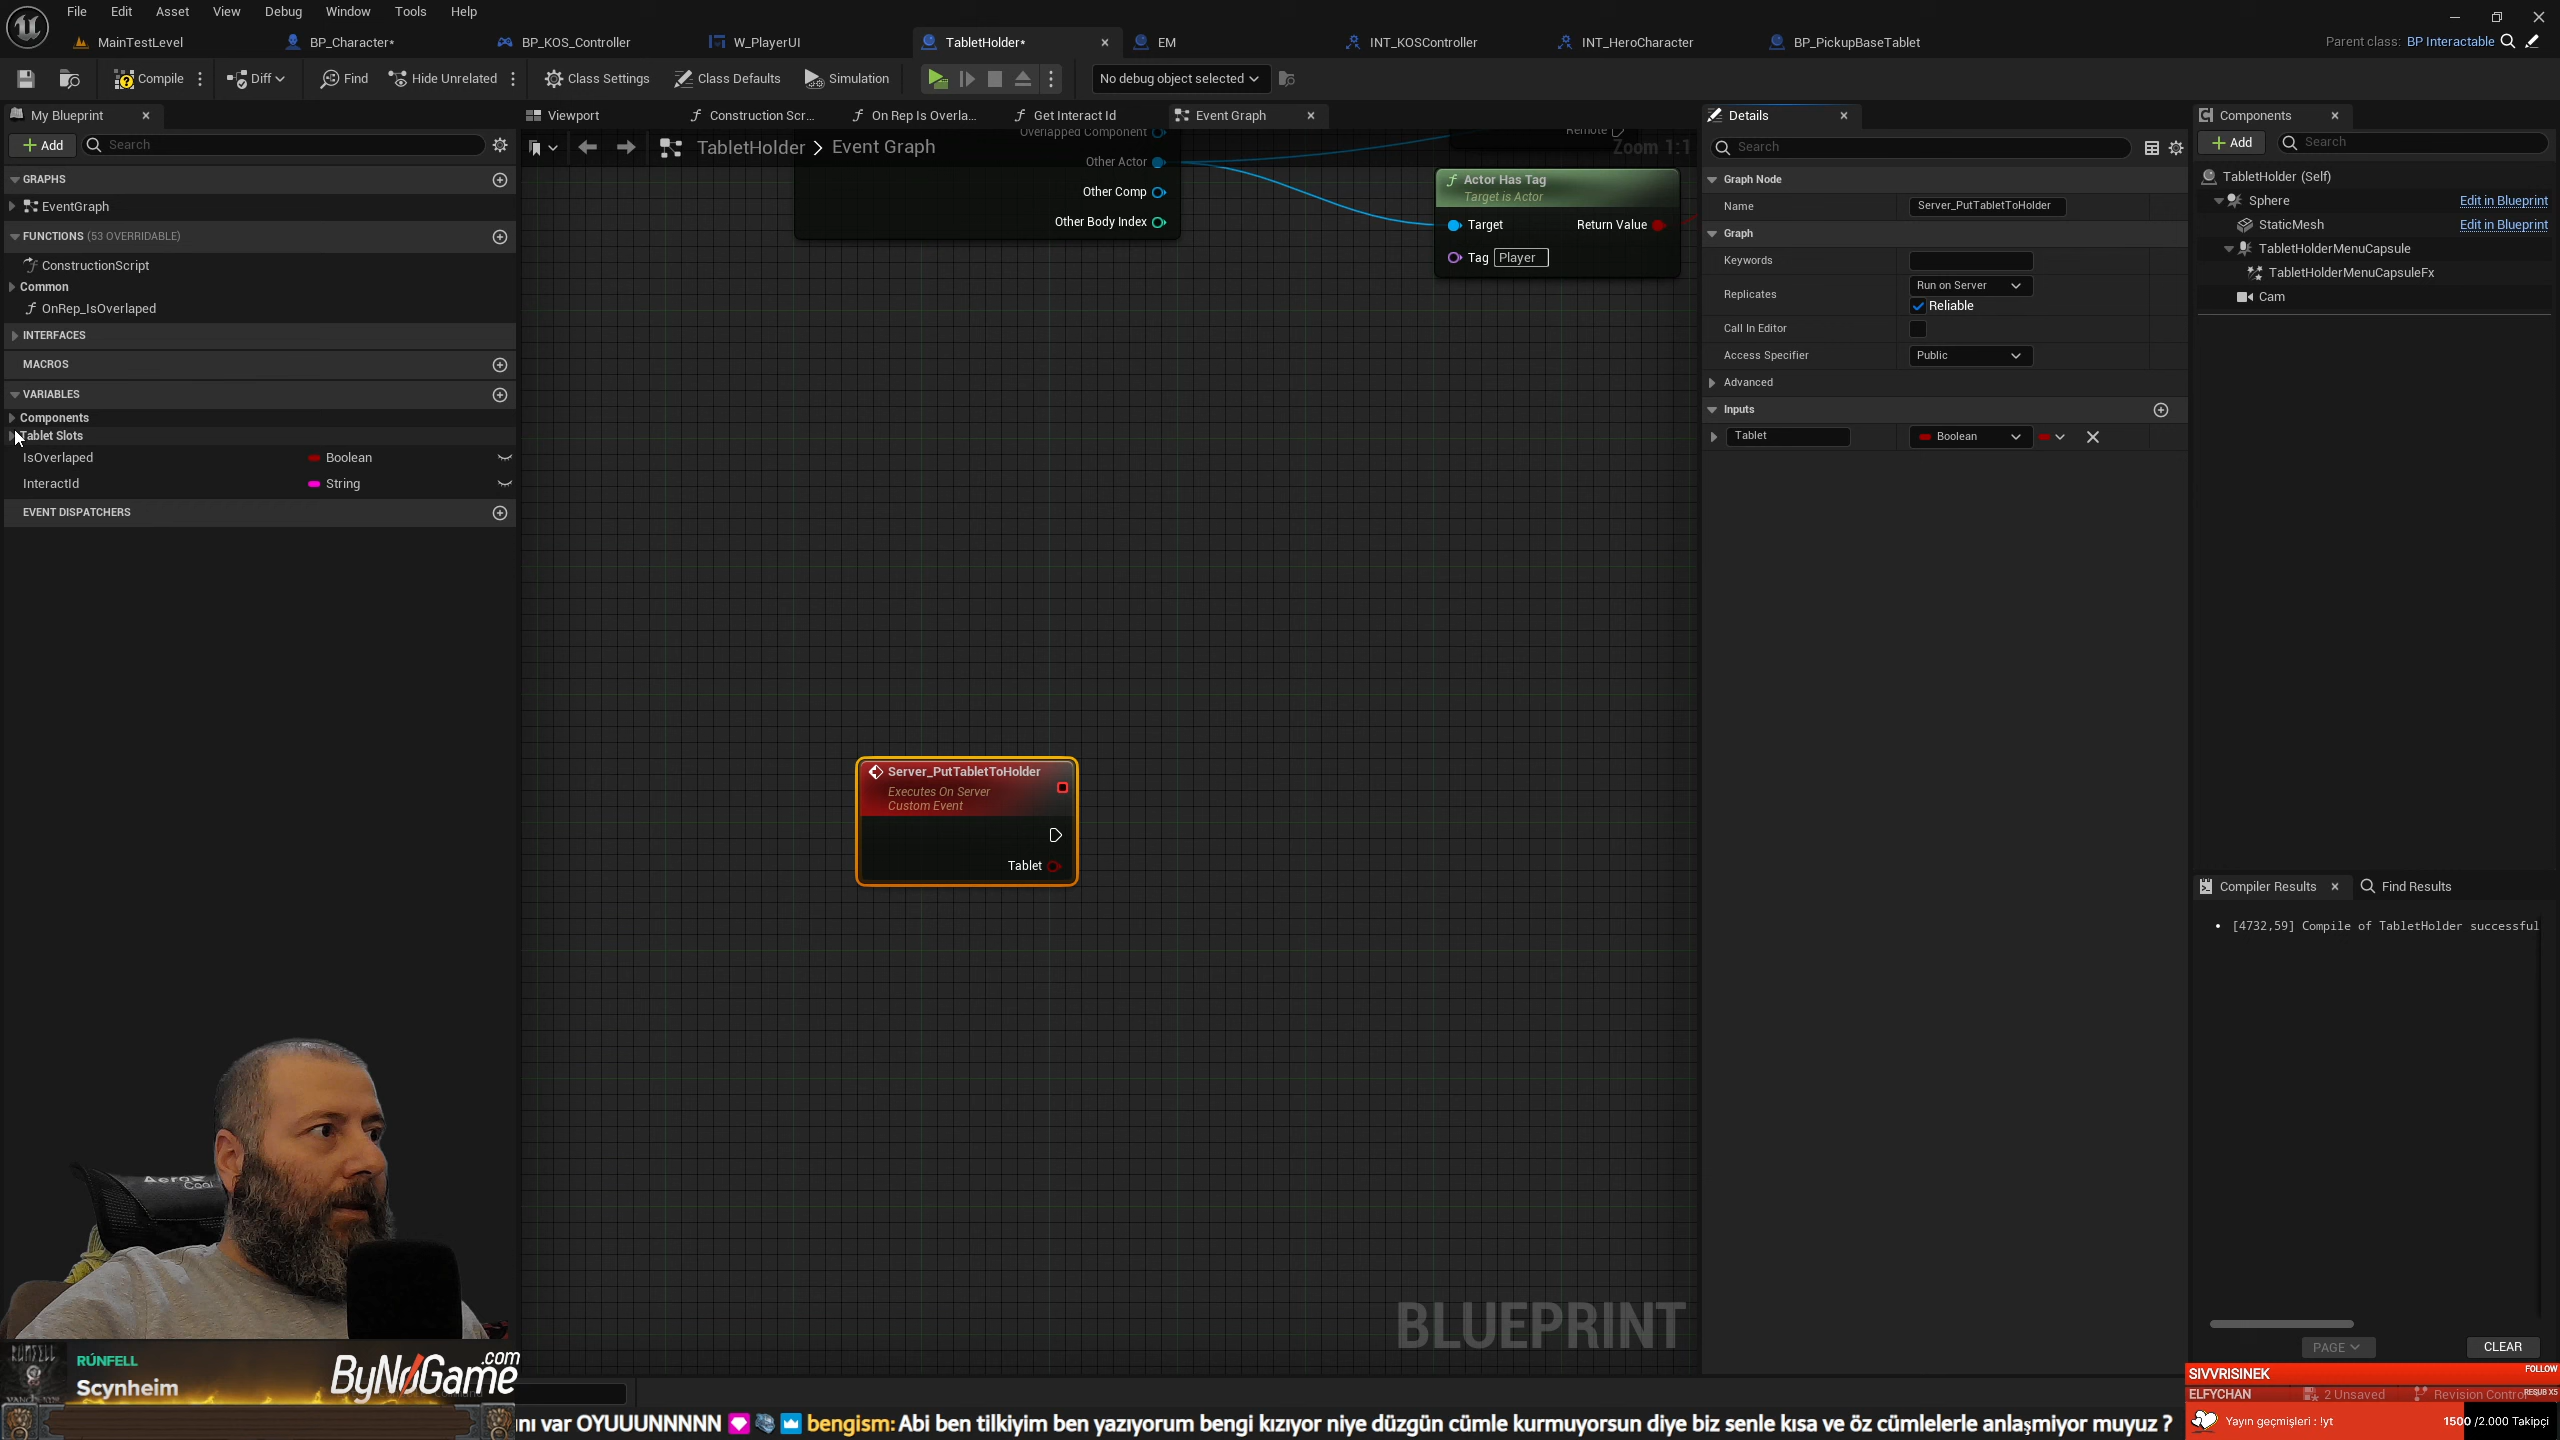 File Edit Asset View Debug Window Tools Help
MainTestLevel BP_Character* BP_KOS_Controller W_PlayerUI TabletHolder* EM INT_KOSController INT_HeroCharacter BP_PickupBaseTablet Parent class: BP Interactable
Compile Diff Find Hide Unrelated Class Settings Class Defaults Simulation No debug object selected
My Blueprint Viewport Construction Scr... On Rep Is Overla... Get Interact Id Event Graph Details Components
Add Search TabletHolder > Event Graph Zoom 1:1 Search Add Search
GRAPHS
EventGraph
FUNCTIONS (53 OVERRIDABLE)
ConstructionScript
Common
OnRep_IsOverlaped
INTERFACES
MACROS
VARIABLES
Components
Tablet Slots
IsOverlaped Boolean
InteractId String
EVENT DISPATCHERS
Overlapped Component
Other Actor
Other Comp
Other Body Index
Remote
Actor Has Tag
Target is Actor
Target Return Value
Tag Player
Server_PutTabletToHolder
Executes On Server
Custom Event
Tablet
BLUEPRINT
Graph Node
Name Server_PutTabletToHolder
Graph
Keywords
Replicates Run on Server
Reliable
Call In Editor
Access Specifier Public
Advanced
Inputs
Tablet Boolean
TabletHolder (Self)
Sphere Edit in Blueprint
StaticMesh Edit in Blueprint
TabletHolderMenuCapsule
TabletHolderMenuCapsuleFx
Cam
Compiler Results Find Results
[4732,59] Compile of TabletHolder successful
PAGE CLEAR
Aero
Cool
RÚNFELL
Scynheim
ByNoGame.com
SIVVRISINEK FOLLOW
ELFYCHAN 2 Unsaved Revision Contro RESUB X5
Yayın geçmişleri : !yt 1500 /2.000 Takipçi
ını var OYUUUNNNNN bengism: Abi ben tilkiyim ben yazıyorum bengi kızıyor niye düzgün cümle kurmuyorsun diye biz senle kısa ve öz cümlelerle anlaşmiyor muyuz ?